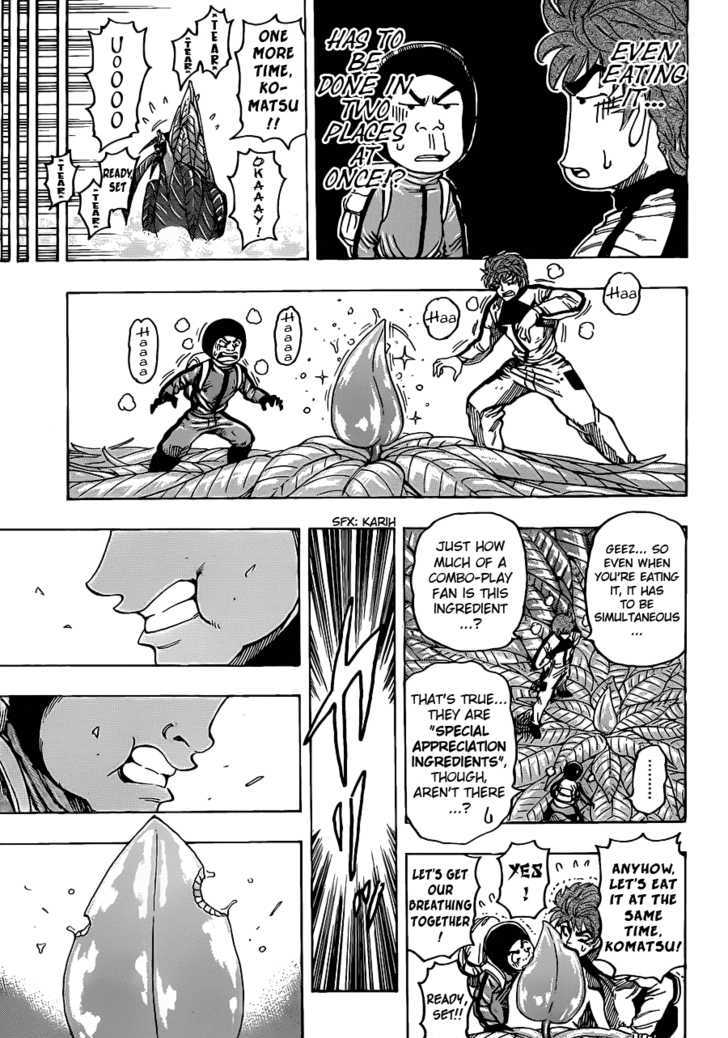 EVEN
EATING
IT...
HAS TO
BE
DONE IN
TWO
PLACES
AT
ONCE!?
ONE
MORE
TIME,
KO-
MATSU
!!
OKAAAY!
UOOOO
READY,
SET
-TEAR-
-TEAR-
-TEAR-
-TEAR-
-TEAR-
Haa
Haa
Haaaa
Haaaa
GEEZ... SO
EVEN WHEN
YOU'RE EATING
IT, IT HAS
TO BE
SIMULTANEOUS
...
JUST HOW
MUCH OF A
COMBO-PLAY
FAN IS THIS
INGREDIENT
...?
THAT'S TRUE...
THEY ARE
"SPECIAL
APPRECIATION
INGREDIENTS",
THOUGH,
AREN'T THERE
...?
.........
ANYHOW,
LET'S EAT
IT AT THE
SAME
TIME,
KOMATSU!
YES
!
LET'S GET
OUR
BREATHING
TOGETHER
!
READY,
SET!!
SFX: KARIH
カリッ